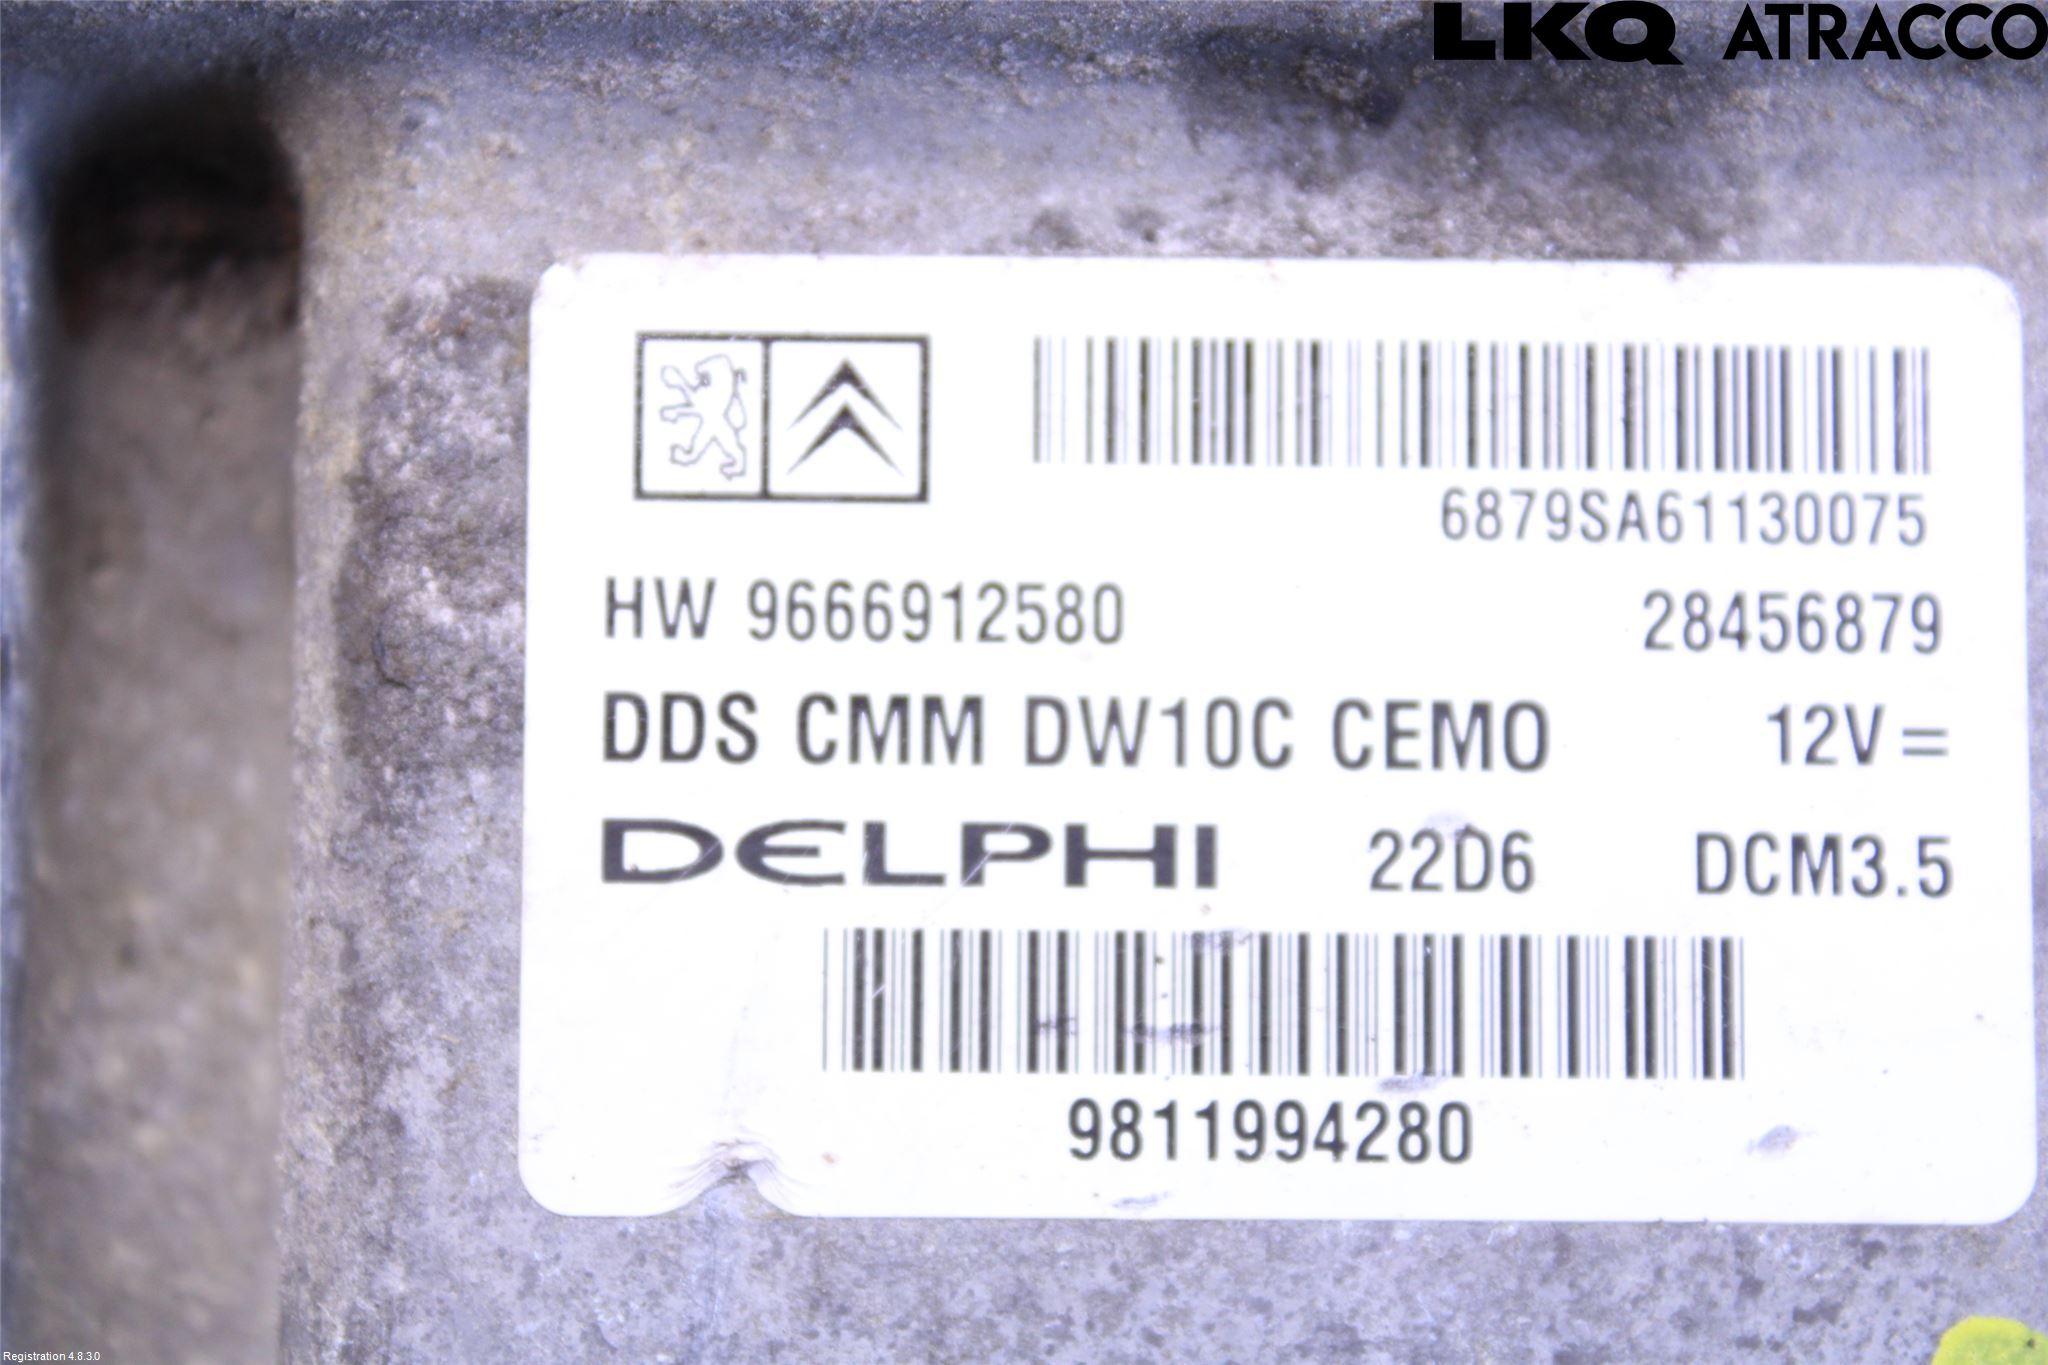 LKQ ATRACCO
6879SA61130075
HW 9666912580 28456879
DDS CMM DW10C CEMO 12V =
DELPHI 22D6 DCM3.5
9811994280
Registration 4.8.3.0